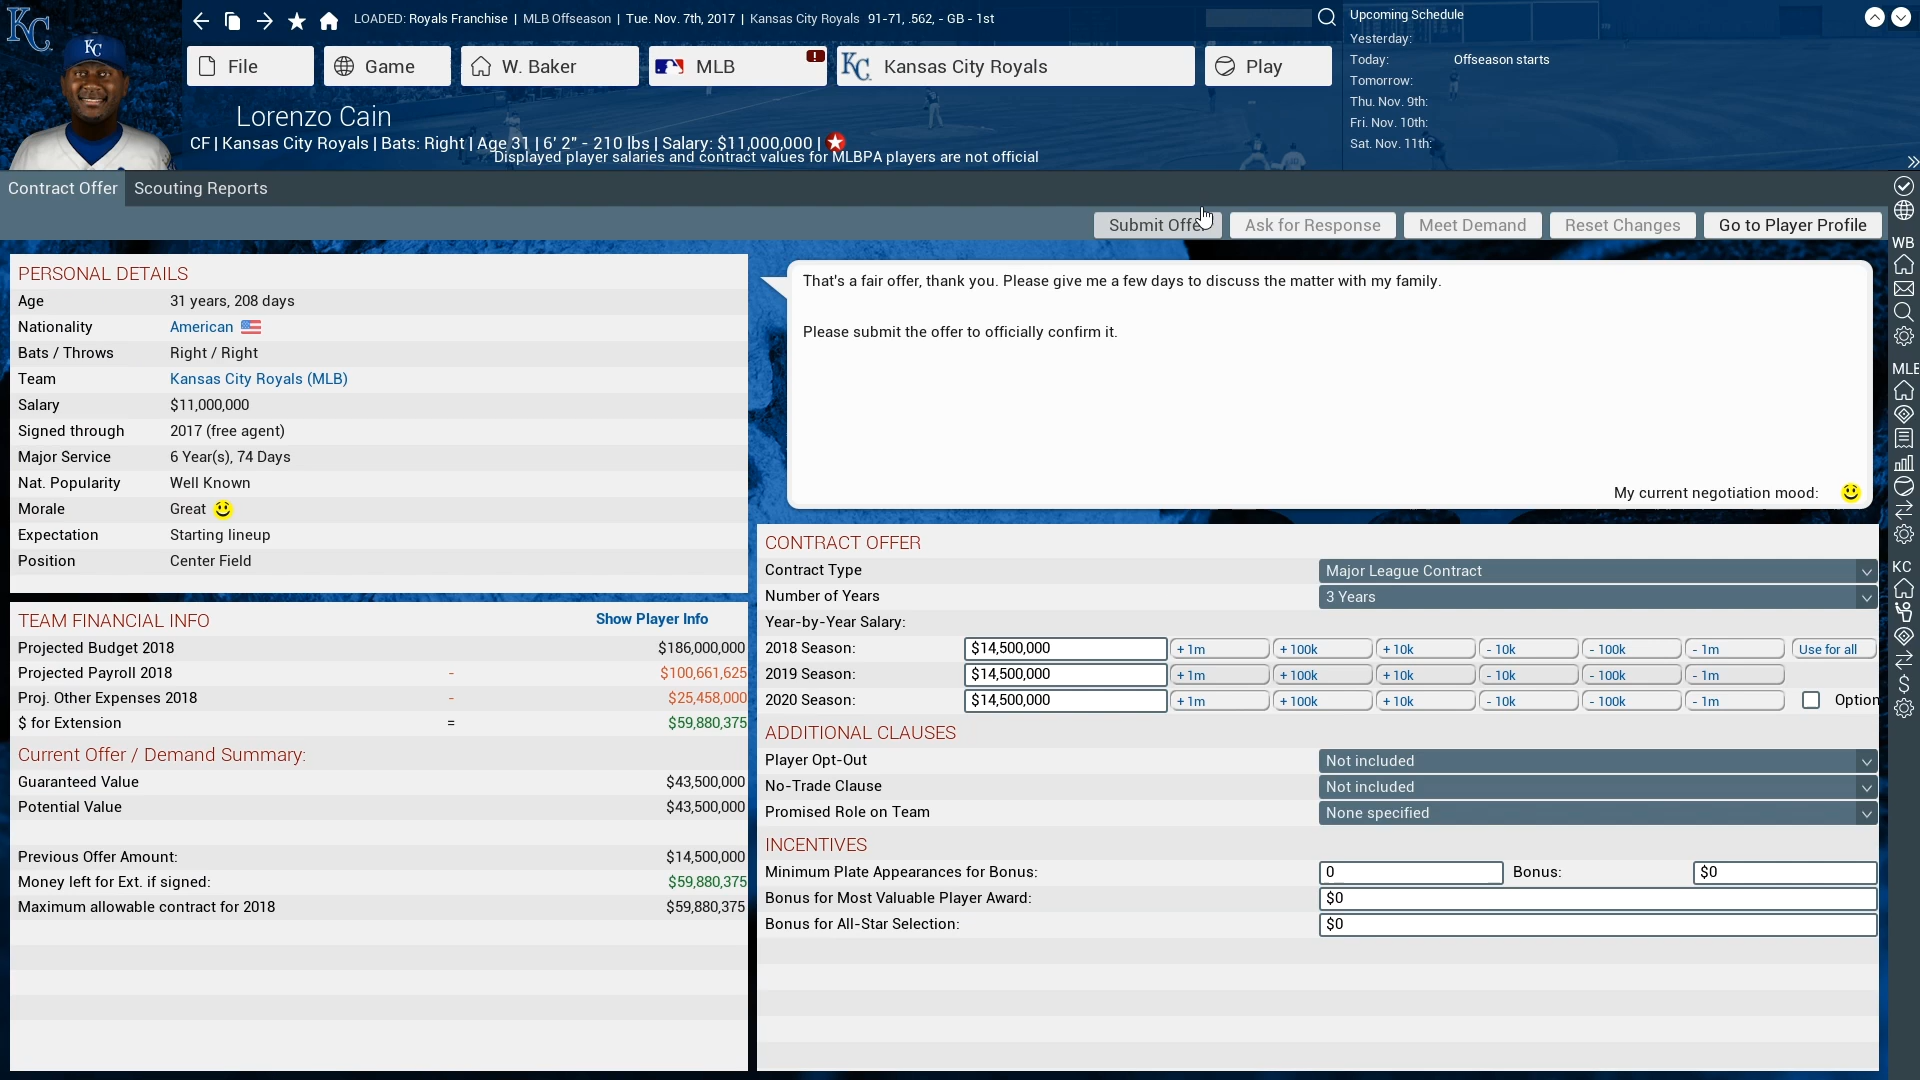 LOADED: Royals Franchise | MLB Offseason | Tue. Nov. 7th, 2017 | Kansas City Royals 91-71, .562, - GB - 1st
File
Game
W. Baker
MLB
!
Kansas City Royals
Play
Upcoming Schedule
Yesterday:
Today: Offseason starts
Tomorrow:
Thu. Nov. 9th:
Fri. Nov. 10th:
Sat. Nov. 11th:
KC
KC
Lorenzo Cain
CF | Kansas City Royals | Bats: Right | Age 31 | 6' 2" - 210 lbs | Salary: $11,000,000 |
Displayed player salaries and contract values for MLBPA players are not official
Contract Offer
Scouting Reports
Submit Offer
Ask for Response
Meet Demand
Reset Changes
Go to Player Profile
PERSONAL DETAILS
Age 31 years, 208 days
Nationality American
Bats / Throws Right / Right
Team Kansas City Royals (MLB)
Salary $11,000,000
Signed through 2017 (free agent)
Major Service 6 Year(s), 74 Days
Nat. Popularity Well Known
Morale Great
Expectation Starting lineup
Position Center Field
TEAM FINANCIAL INFO Show Player Info
Projected Budget 2018 $186,000,000
Projected Payroll 2018 - $100,661,625
Proj. Other Expenses 2018 - $25,458,000
$ for Extension = $59,880,375
Current Offer / Demand Summary:
Guaranteed Value $43,500,000
Potential Value $43,500,000
Previous Offer Amount: $14,500,000
Money left for Ext. if signed: $59,880,375
Maximum allowable contract for 2018 $59,880,375
That's a fair offer, thank you. Please give me a few days to discuss the matter with my family.
Please submit the offer to officially confirm it.
My current negotiation mood:
CONTRACT OFFER
Contract Type Major League Contract
Number of Years 3 Years
Year-by-Year Salary:
2018 Season: $14,500,000 + 1m + 100k + 10k - 10k - 100k - 1m Use for all
2019 Season: $14,500,000 + 1m + 100k + 10k - 10k - 100k - 1m
2020 Season: $14,500,000 + 1m + 100k + 10k - 10k - 100k - 1m Option
ADDITIONAL CLAUSES
Player Opt-Out Not included
No-Trade Clause Not included
Promised Role on Team None specified
INCENTIVES
Minimum Plate Appearances for Bonus: 0 Bonus: $0
Bonus for Most Valuable Player Award: $0
Bonus for All-Star Selection: $0
WB
MLB
KC